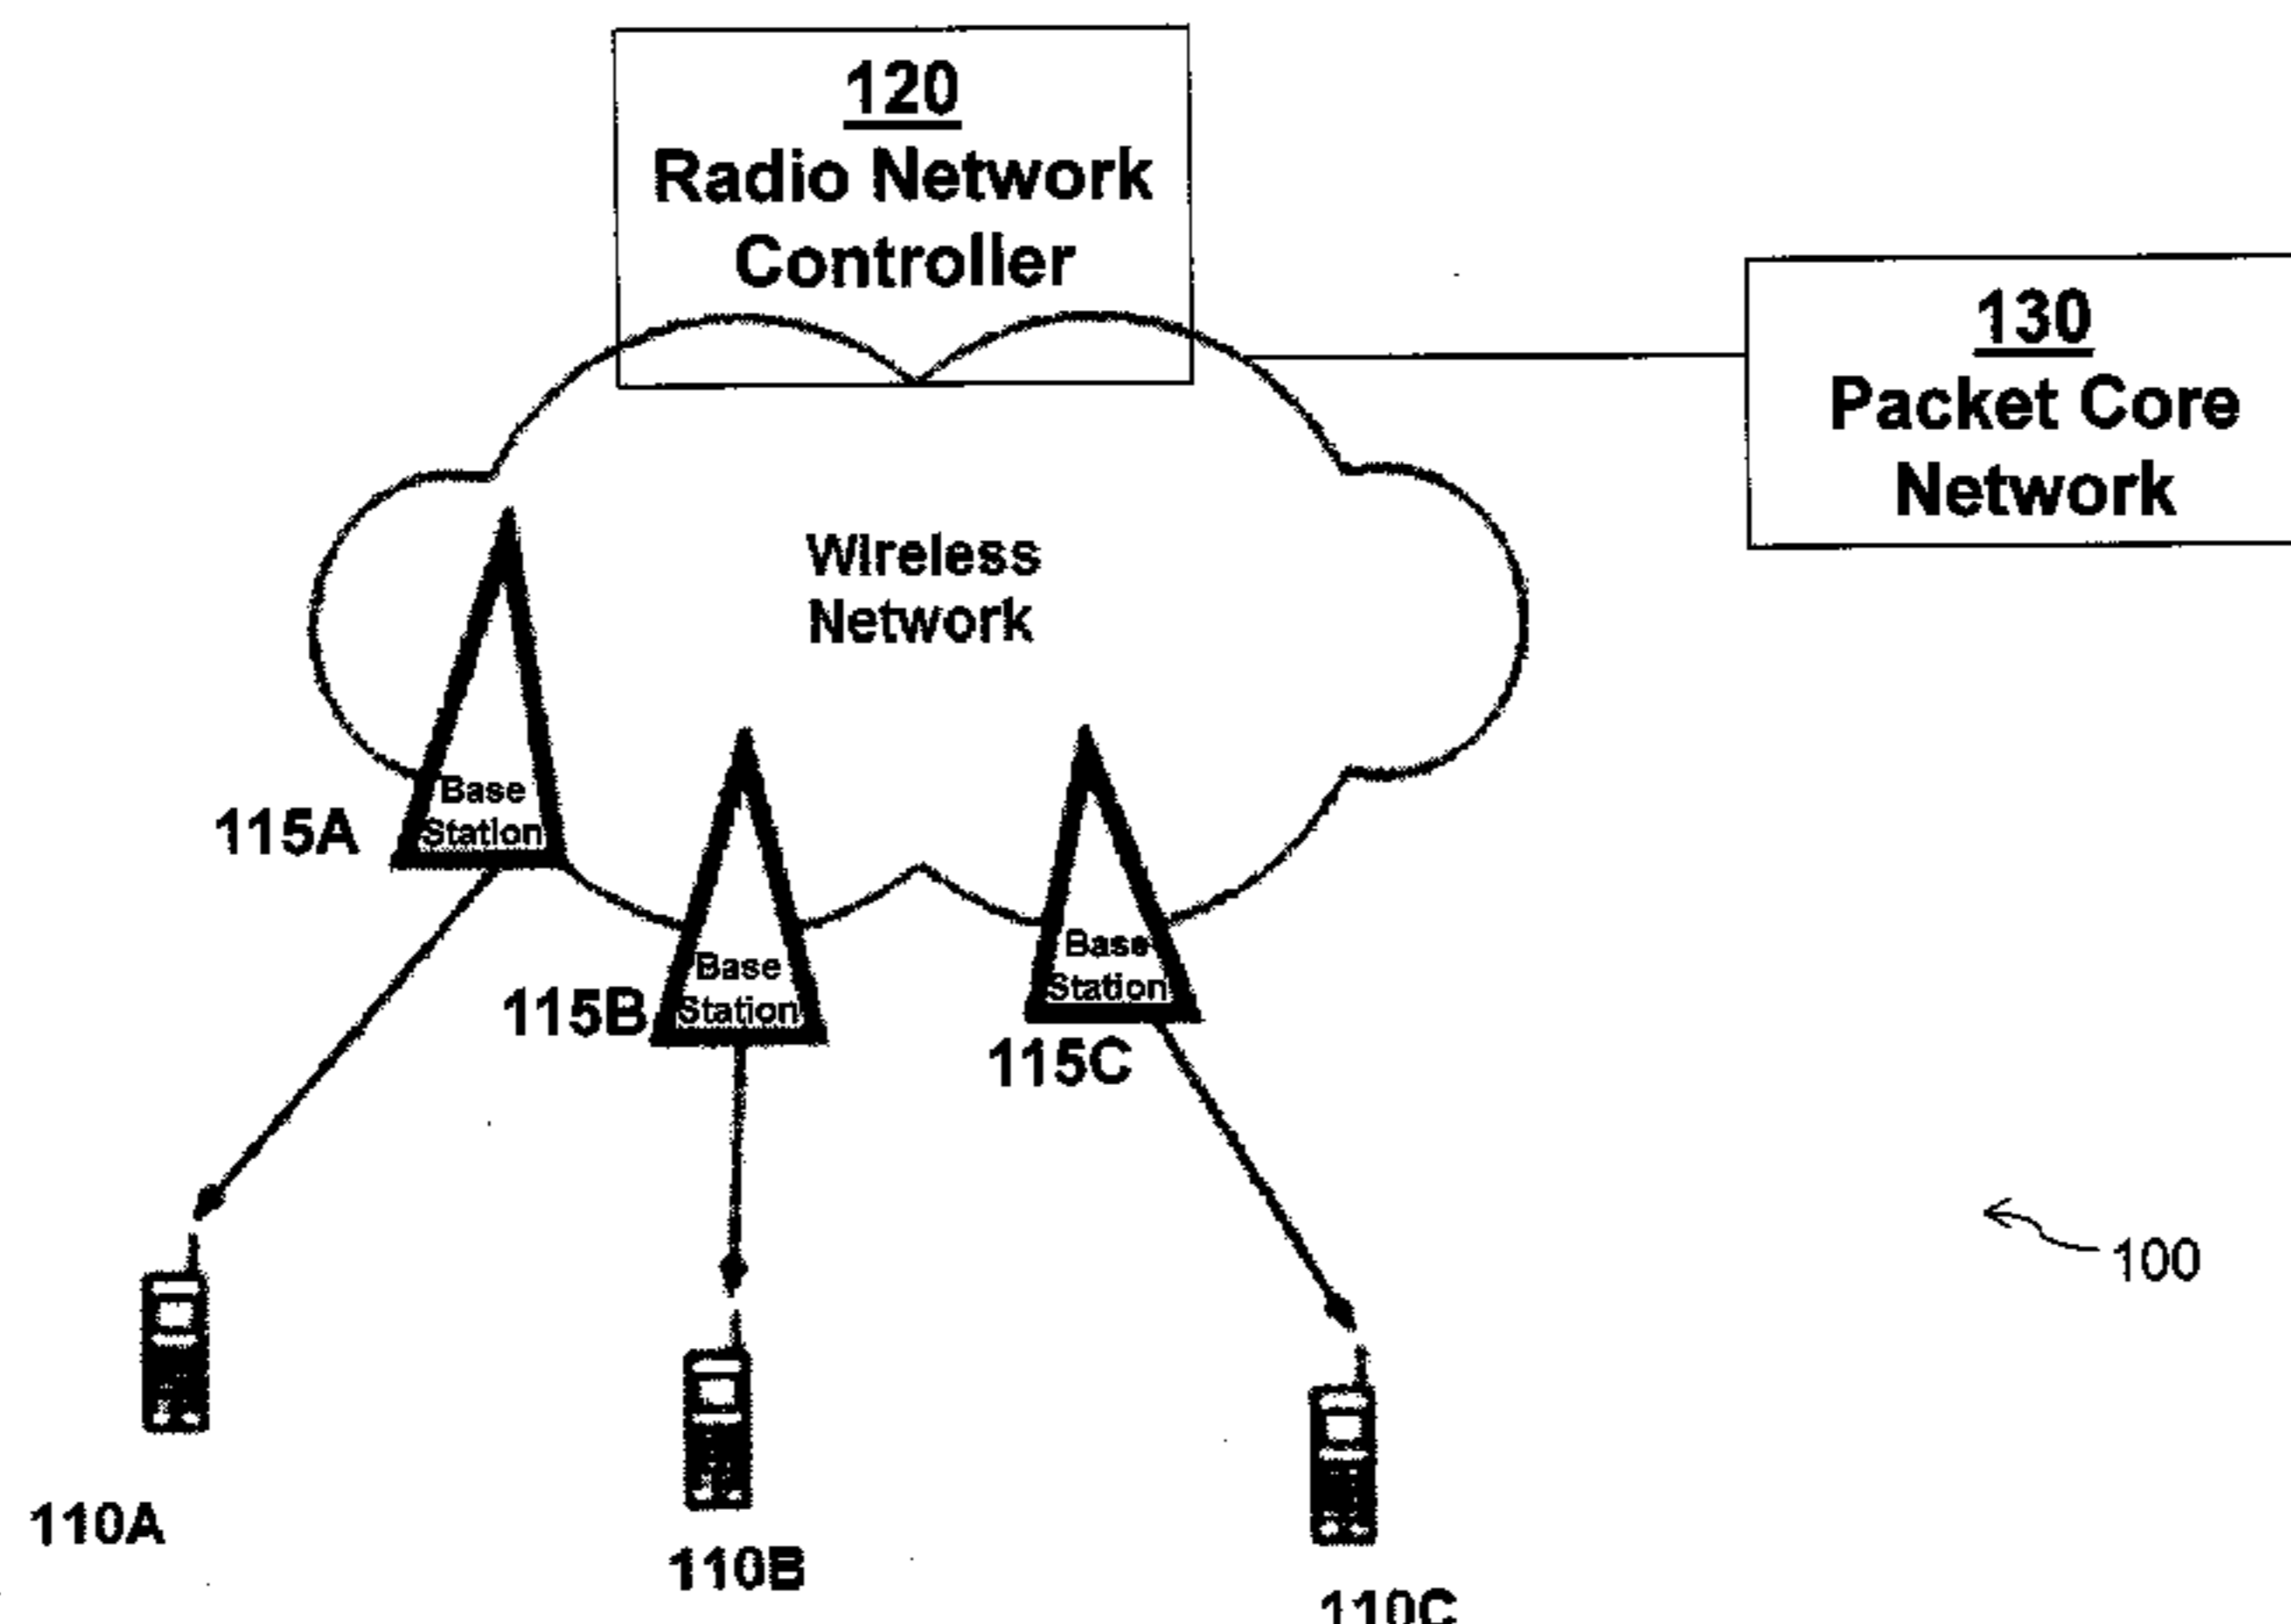 120
Radio Network
Controller
130
Packet Core
Network
Wireless
Network
Base
Station
115A
Base
Station
115B
Base
Station
115C
100
110A
110B
110C